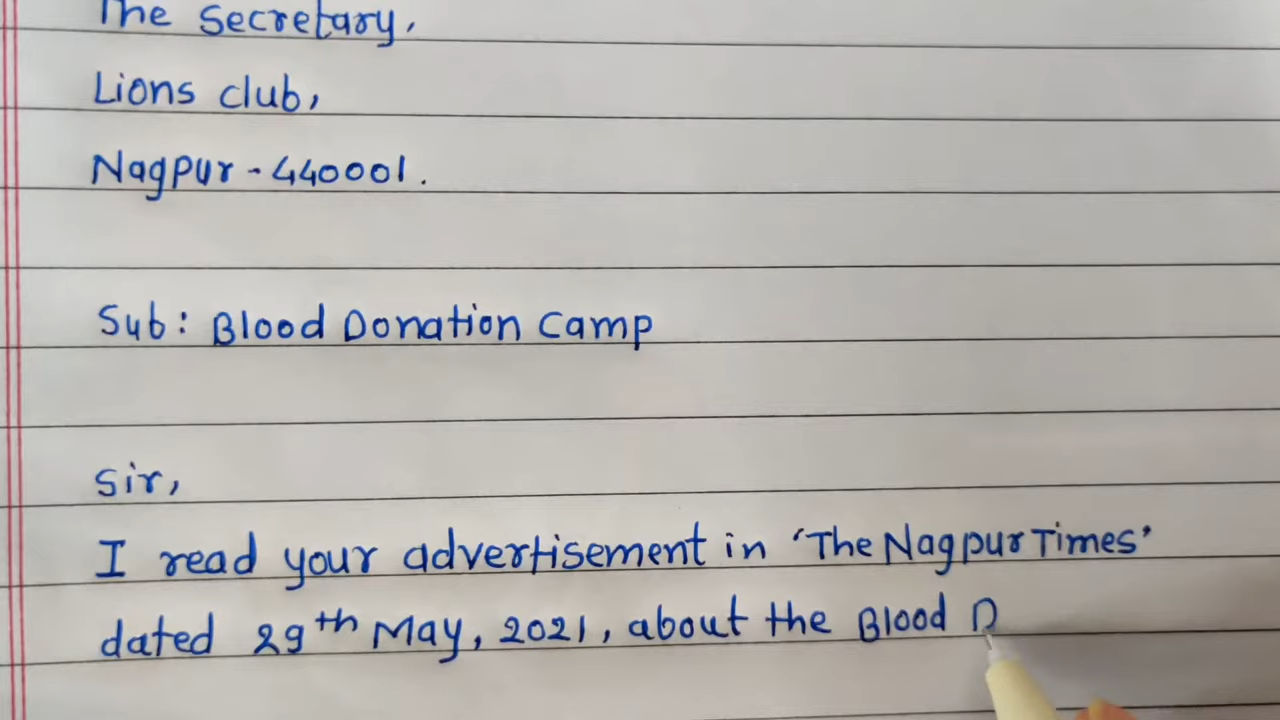 The Secretary,
Lions club,
Nagpur - 440001.
Sub: Blood Donation Camp
Sir,
I read your advertisement in 'The Nagpur Times'
dated 29th May, 2021, about the Blood D